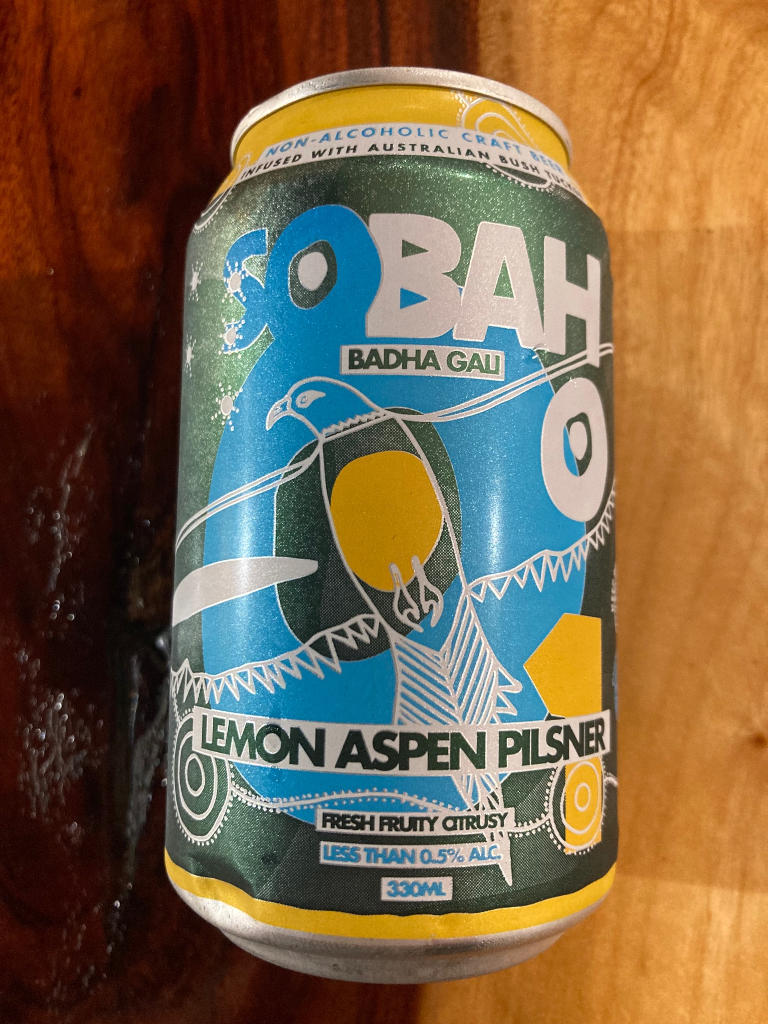 NON-ALCOHOLIC CRAFT BEER
INFUSED WITH AUSTRALIAN BUSH
SOBAH
BADHA GALI
LEMON ASPEN PILSNER
FRESH FRUITY CITRUSY
LESS THAN 0.5% ALC.
330ML